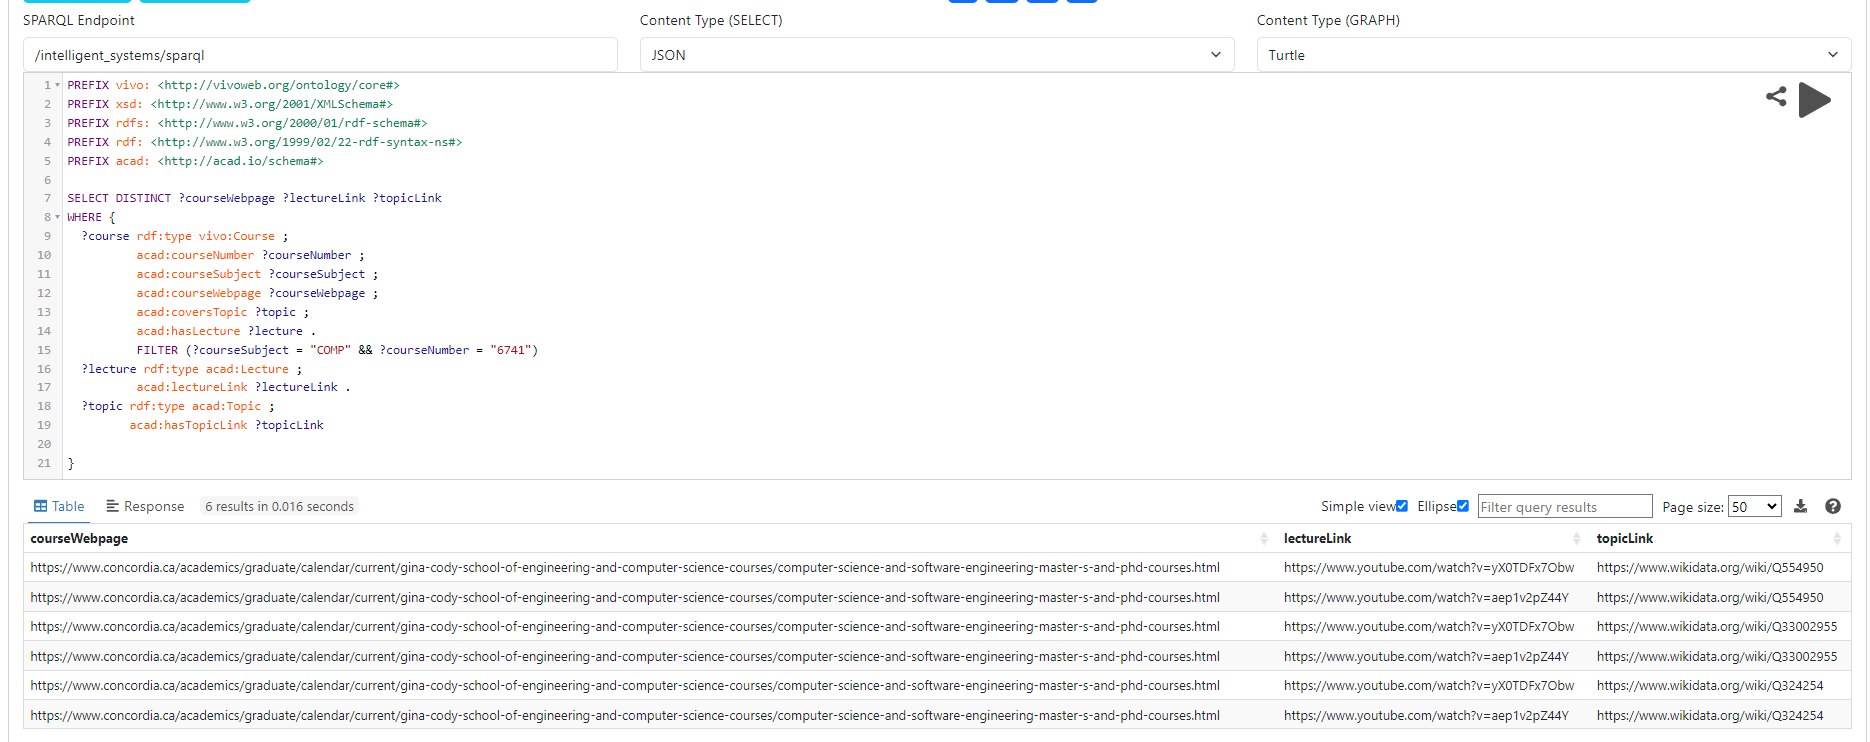 SPARQL Endpoint
Content Type (SELECT)
Content Type (GRAPH)
/intelligent_systems/sparql
JSON
Turtle
1 PREFIX vivo: <http://vivoweb.org/ontology/core#>
2 PREFIX xsd: <http://www.w3.org/2001/XMLSchema#>
3 PREFIX rdfs: <http://www.w3.org/2000/01/rdf-schema#>
4 PREFIX rdf: <http://www.w3.org/1999/02/22-rdf-syntax-ns#>
5 PREFIX acad: <http://acad.io/schema#>
6
7 SELECT DISTINCT ?courseWebpage ?lectureLink ?topicLink
8 WHERE {
9 ?course rdf:type vivo:Course ;
10 acad:courseNumber ?courseNumber ;
11 acad:courseSubject ?courseSubject ;
12 acad:courseWebpage ?courseWebpage ;
13 acad:coversTopic ?topic ;
14 acad:hasLecture ?lecture .
15 FILTER (?courseSubject = "COMP" && ?courseNumber = "6741")
16 ?lecture rdf:type acad:Lecture ;
17 acad:lectureLink ?lectureLink .
18 ?topic rdf:type acad:Topic ;
19 acad:hasTopicLink ?topicLink
20
21 }
Table Response 6 results in 0.016 seconds Simple view Ellipse Filter query results Page size: 50
courseWebpage lectureLink topicLink
https://www.concordia.ca/academics/graduate/calendar/current/gina-cody-school-of-engineering-and-computer-science-courses/computer-science-and-software-engineering-master-s-and-phd-courses.html https://www.youtube.com/watch?v=yX0TDFx7Obw https://www.wikidata.org/wiki/Q554950
https://www.concordia.ca/academics/graduate/calendar/current/gina-cody-school-of-engineering-and-computer-science-courses/computer-science-and-software-engineering-master-s-and-phd-courses.html https://www.youtube.com/watch?v=aep1v2pZ44Y https://www.wikidata.org/wiki/Q554950
https://www.concordia.ca/academics/graduate/calendar/current/gina-cody-school-of-engineering-and-computer-science-courses/computer-science-and-software-engineering-master-s-and-phd-courses.html https://www.youtube.com/watch?v=yX0TDFx7Obw https://www.wikidata.org/wiki/Q33002955
https://www.concordia.ca/academics/graduate/calendar/current/gina-cody-school-of-engineering-and-computer-science-courses/computer-science-and-software-engineering-master-s-and-phd-courses.html https://www.youtube.com/watch?v=aep1v2pZ44Y https://www.wikidata.org/wiki/Q33002955
https://www.concordia.ca/academics/graduate/calendar/current/gina-cody-school-of-engineering-and-computer-science-courses/computer-science-and-software-engineering-master-s-and-phd-courses.html https://www.youtube.com/watch?v=yX0TDFx7Obw https://www.wikidata.org/wiki/Q324254
https://www.concordia.ca/academics/graduate/calendar/current/gina-cody-school-of-engineering-and-computer-science-courses/computer-science-and-software-engineering-master-s-and-phd-courses.html https://www.youtube.com/watch?v=aep1v2pZ44Y https://www.wikidata.org/wiki/Q324254